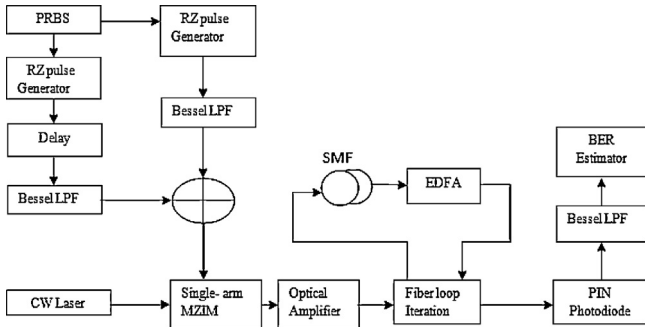 PRBS
RZ pulse
Generator
RZ pulse
Generator
Bessel LPF
Delay
Bessel LPF
SMF
EDFA
BER
Estimator
Bessel LPF
CW Laser
Single- arm
MZIM
Optical
Amplifier
Fiber loop
Iteration
PIN
Photodiode